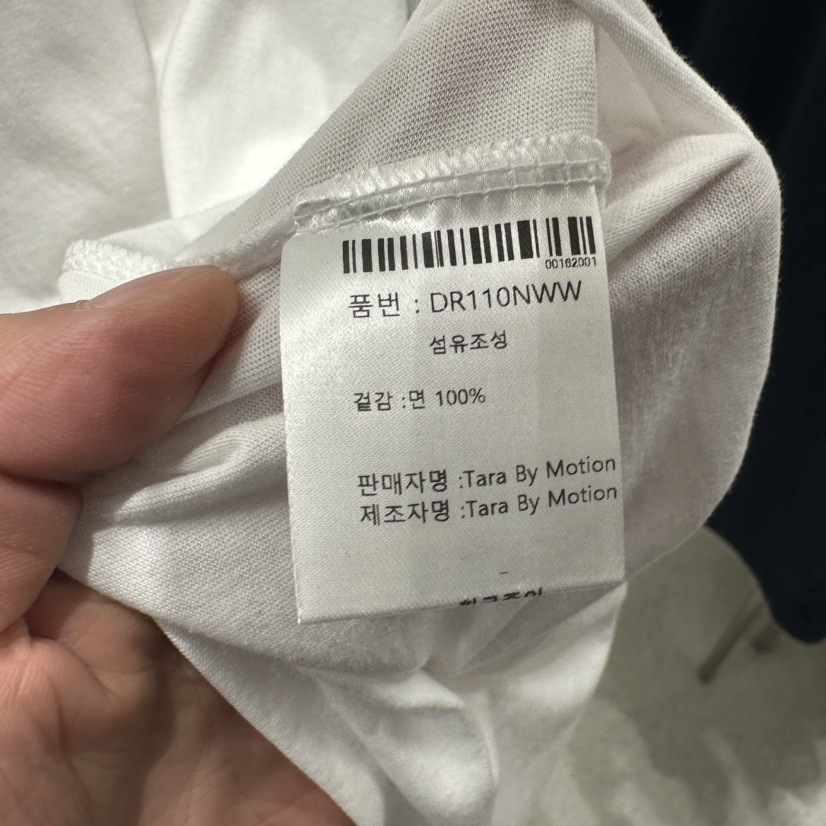 00162001
품번 : DR110NWW
섬유조성
겉감 :면 100%
판매자명 :Tara By Motion
제조자명 :Tara By Motion
-